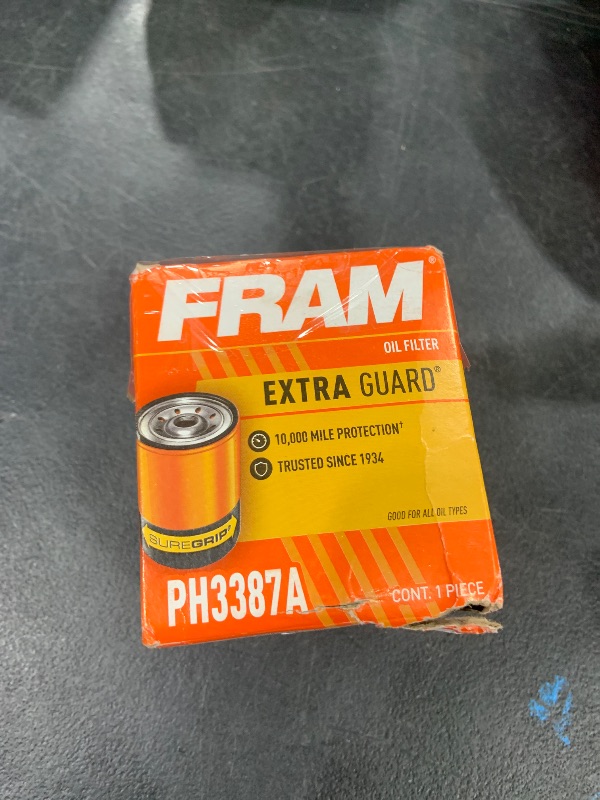 FRAM®
OIL FILTER
EXTRA GUARD®
10,000 MILE PROTECTION†
TRUSTED SINCE 1934
GOOD FOR ALL OIL TYPES
SUREGRIP®
PH3387A
CONT. 1 PIECE